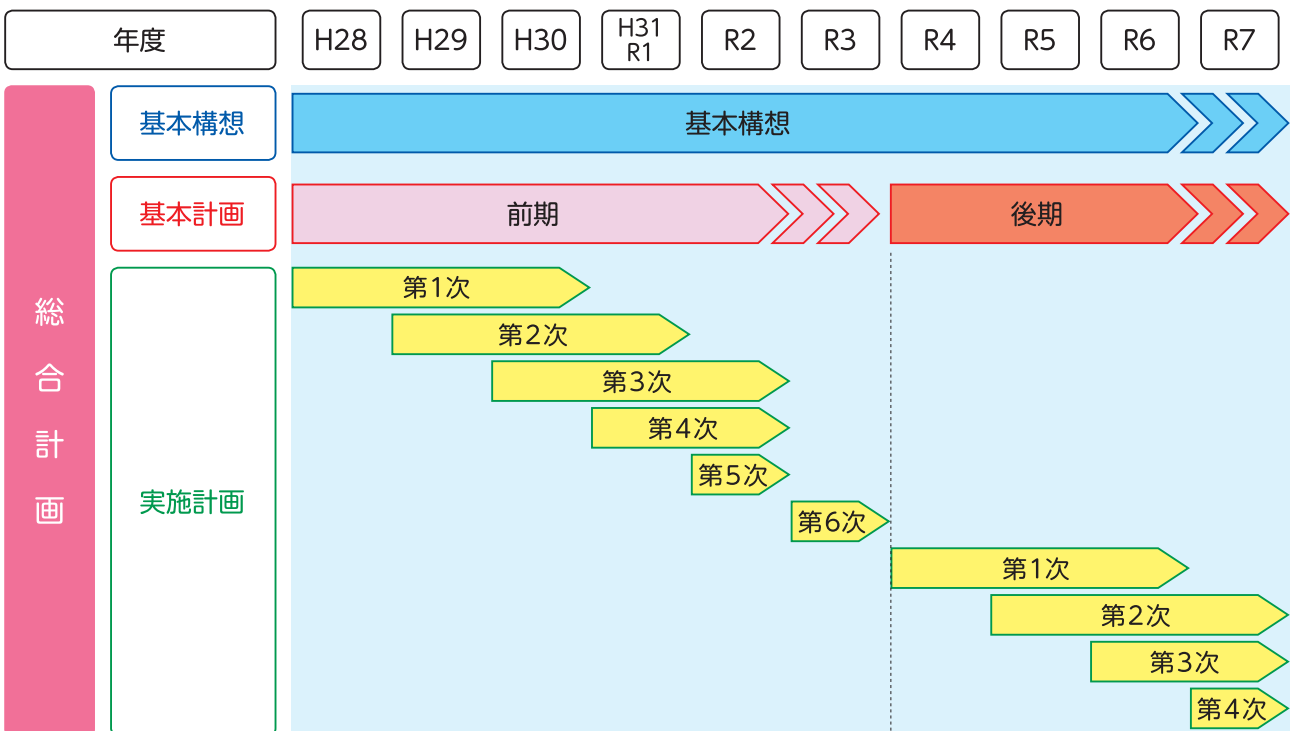 年度
H28
H29
H30
H31
R1
R2
R3
R4
R5
R6
R7
総合計画
基本構想
基本構想
基本計画
前期
後期
実施計画
第1次
第2次
第3次
第4次
第5次
第6次
第1次
第2次
第3次
第4次